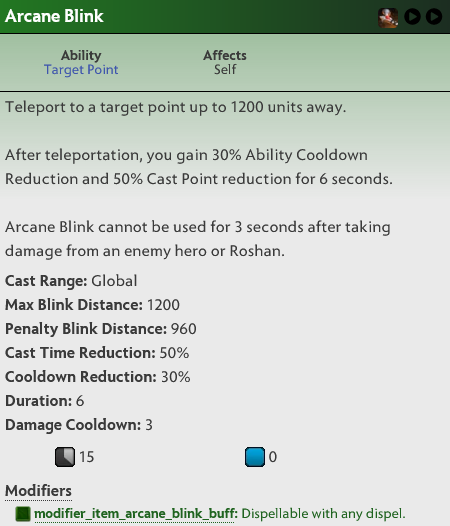 Arcane Blink
Ability
Affects
Target Point
Self
Teleport to a target point up to 1200 units away.
After teleportation, you gain 30% Ability Cooldown
Reduction and 50% Cast Point reduction for 6 seconds.
Arcane Blink cannot be used for 3 seconds after taking
damage from an enemy hero or Roshan.
Cast Range: Global
Max Blink Distance: 1200
Penalty Blink Distance: 960
Cast Time Reduction: 50%
Cooldown Reduction: 30%
Duration: 6
Damage Cooldown: 3
15
0
Modifiers
modifier_item_arcane_blink_buff: Dispellable with any dispel.